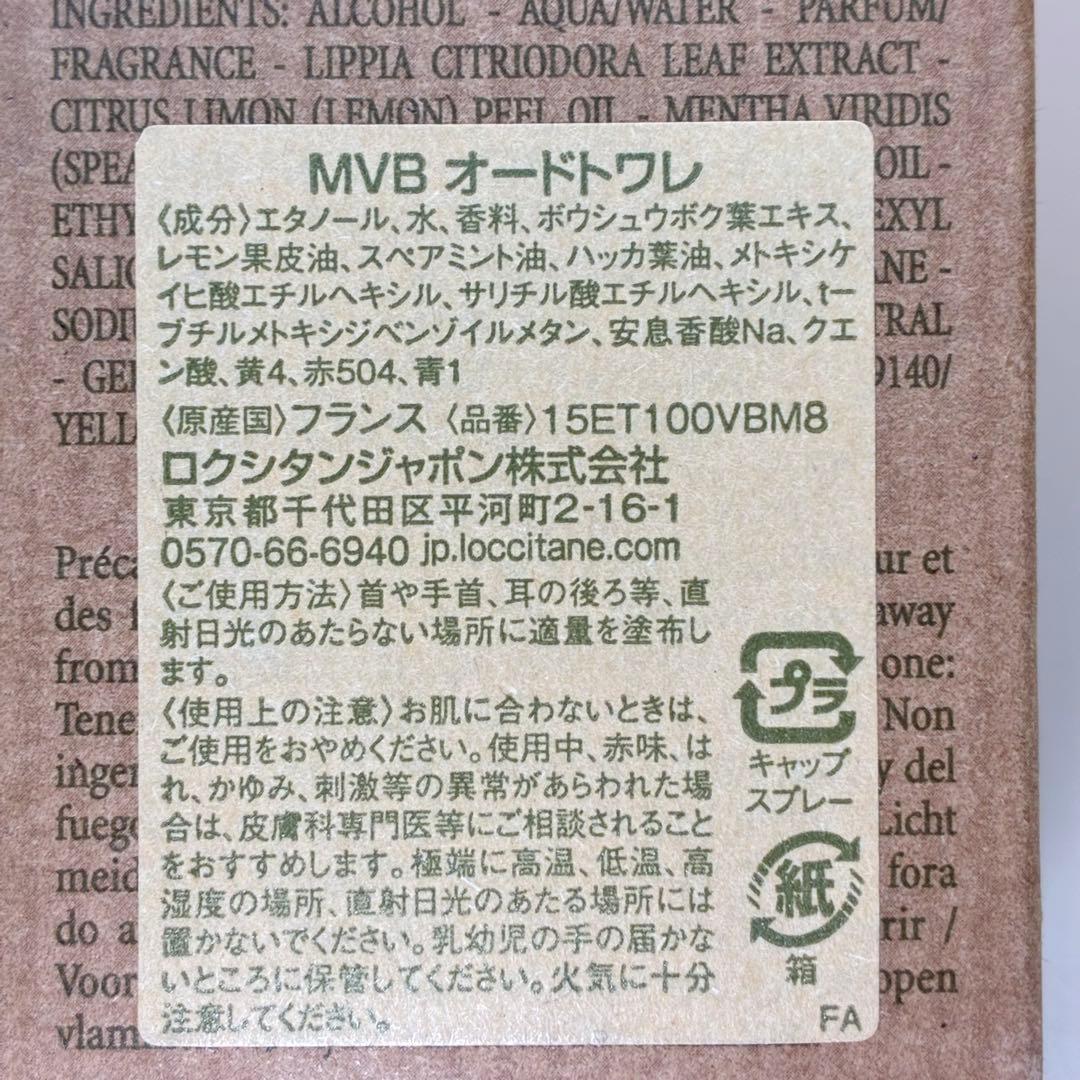 INGREDIENTS: ALCOHOL - AQUA/WATER - PARFUM/
FRAGRANCE - LIPPIA CITRIODORA LEAF EXTRACT -
CITRUS LIMON (LEMON) PEEL OIL - MENTHA VIRIDIS
OIL -
MVB オードトワレ
〈成分〉エタノール、水、香料、ボウシュウボク葉エキス、
レモン果皮油、スペアミント油、ハッカ葉油、メトキシケ
イヒ酸エチルヘキシル、サリチル酸エチルヘキシル、t-
ブチルメトキシジベンゾイルメタン、安息香酸Na、クエ
ン酸、黄4、赤504、青1
〈原産国〉フランス 〈品番〉15ET100VBM8
ロクシタンジャポン株式会社
東京都千代田区平河町2-16-1
0570-66-6940 jp.loccitane.com
〈ご使用方法〉首や手首、耳の後ろ等、直
射日光のあたらない場所に適量を塗布し
ます。
〈使用上の注意〉お肌に合わないときは、
ご使用をおやめください。使用中、赤味、は
れ、かゆみ、刺激等の異常があらわれた場
合は、皮膚科専門医等にご相談されること
をおすすめします。極端に高温、低温、高
湿度の場所、直射日光のあたる場所には
置かないでください。乳幼児の手の届かな
いところに保管してください。火気に十分
注意してください。
プラ
キャップ
スプレー
紙
箱
FA
ur et
des
away
from
one:
Non
y del
Licht
fora
do a
rir /